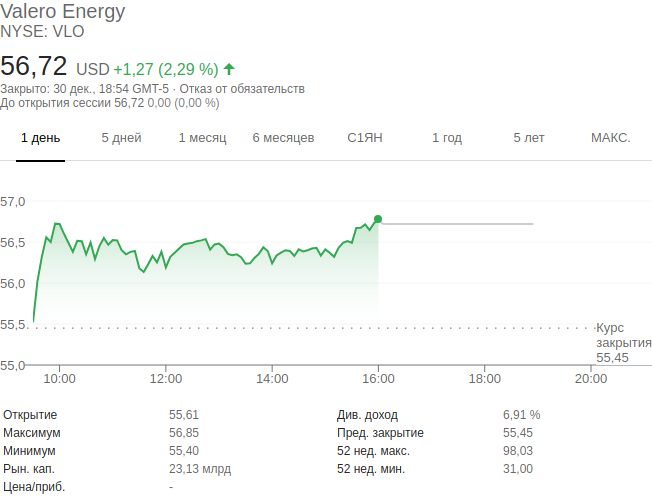 Valero Energy
NYSE: VLO
56,72 USD +1,27 (2,29 %)
Закрыто: 30 дек., 18:54 GMT-5 · Отказ от обязательств
До открытия сессии 56,72 0,00 (0,00 %)
1 день 5 дней 1 месяц 6 месяцев С1ЯН 1 год 5 лет МАКС.
57,0
56,5
56,0
55,5
Курс
закрытия
55,45
55,0
10:00 12:00 14:00 16:00 18:00 20:00
Открытие 55,61 Див. доход 6,91 %
Максимум 56,85 Пред. закрытие 55,45
Минимум 55,40 52 нед. макс. 98,03
Рын. кап. 23,13 млрд 52 нед. мин. 31,00
Цена/приб. -